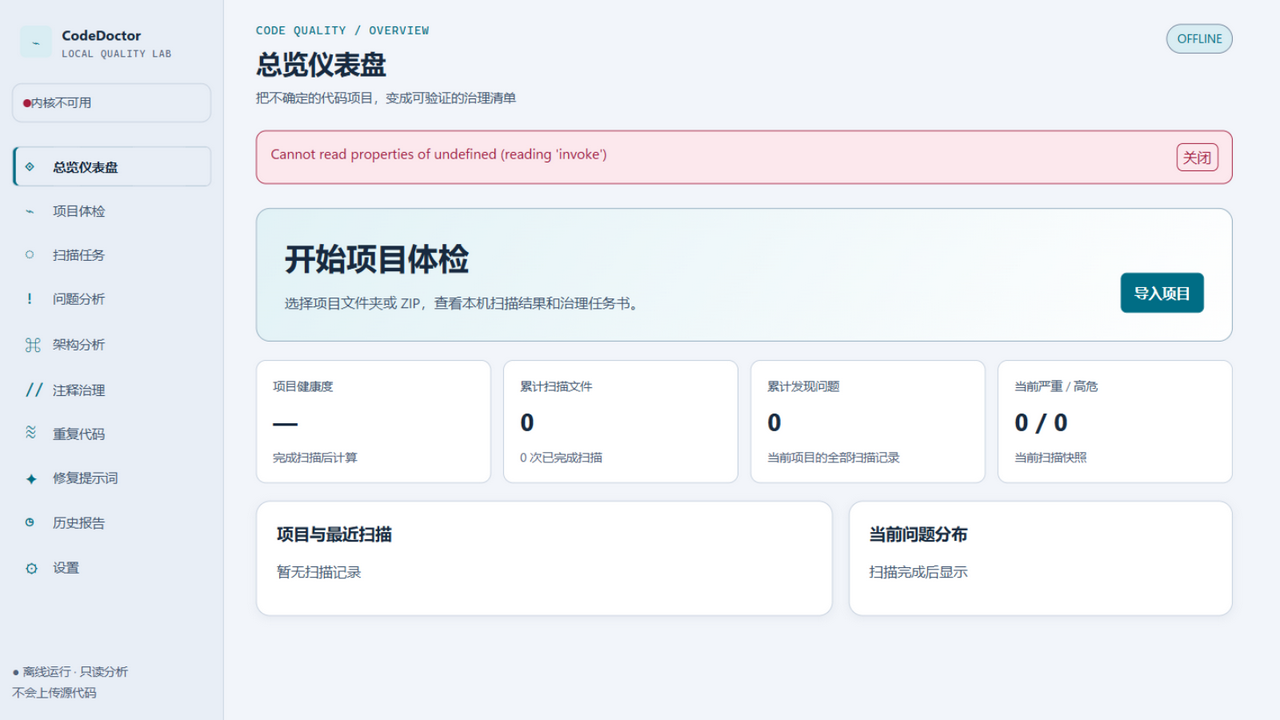 CodeDoctor
LOCAL QUALITY LAB
内核不可用
总览仪表盘
项目体检
扫描任务
! 问题分析
⌘ 架构分析
// 注释治理
重复代码
✦ 修复提示词
历史报告
设置
● 离线运行 · 只读分析
不会上传源代码
CODE QUALITY / OVERVIEW
总览仪表盘
把不确定的代码项目，变成可验证的治理清单
OFFLINE
Cannot read properties of undefined (reading 'invoke')
关闭
开始项目体检
选择项目文件夹或 ZIP，查看本机扫描结果和治理任务书。
导入项目
项目健康度
—
完成扫描后计算
累计扫描文件
0
0 次已完成扫描
累计发现问题
0
当前项目的全部扫描记录
当前严重 / 高危
0 / 0
当前扫描快照
项目与最近扫描
暂无扫描记录
当前问题分布
扫描完成后显示